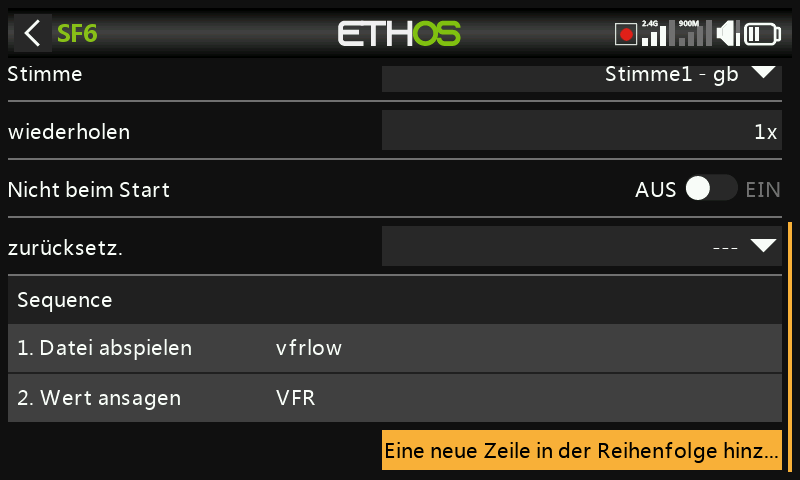 SF6
ETHOS
2.4G
900M
Stimme
Stimme1 - gb
wiederholen
1x
Nicht beim Start
AUS
EIN
zurücksetz.
---
Sequence
1. Datei abspielen
vfrlow
2. Wert ansagen
VFR
Eine neue Zeile in der Reihenfolge hinz...